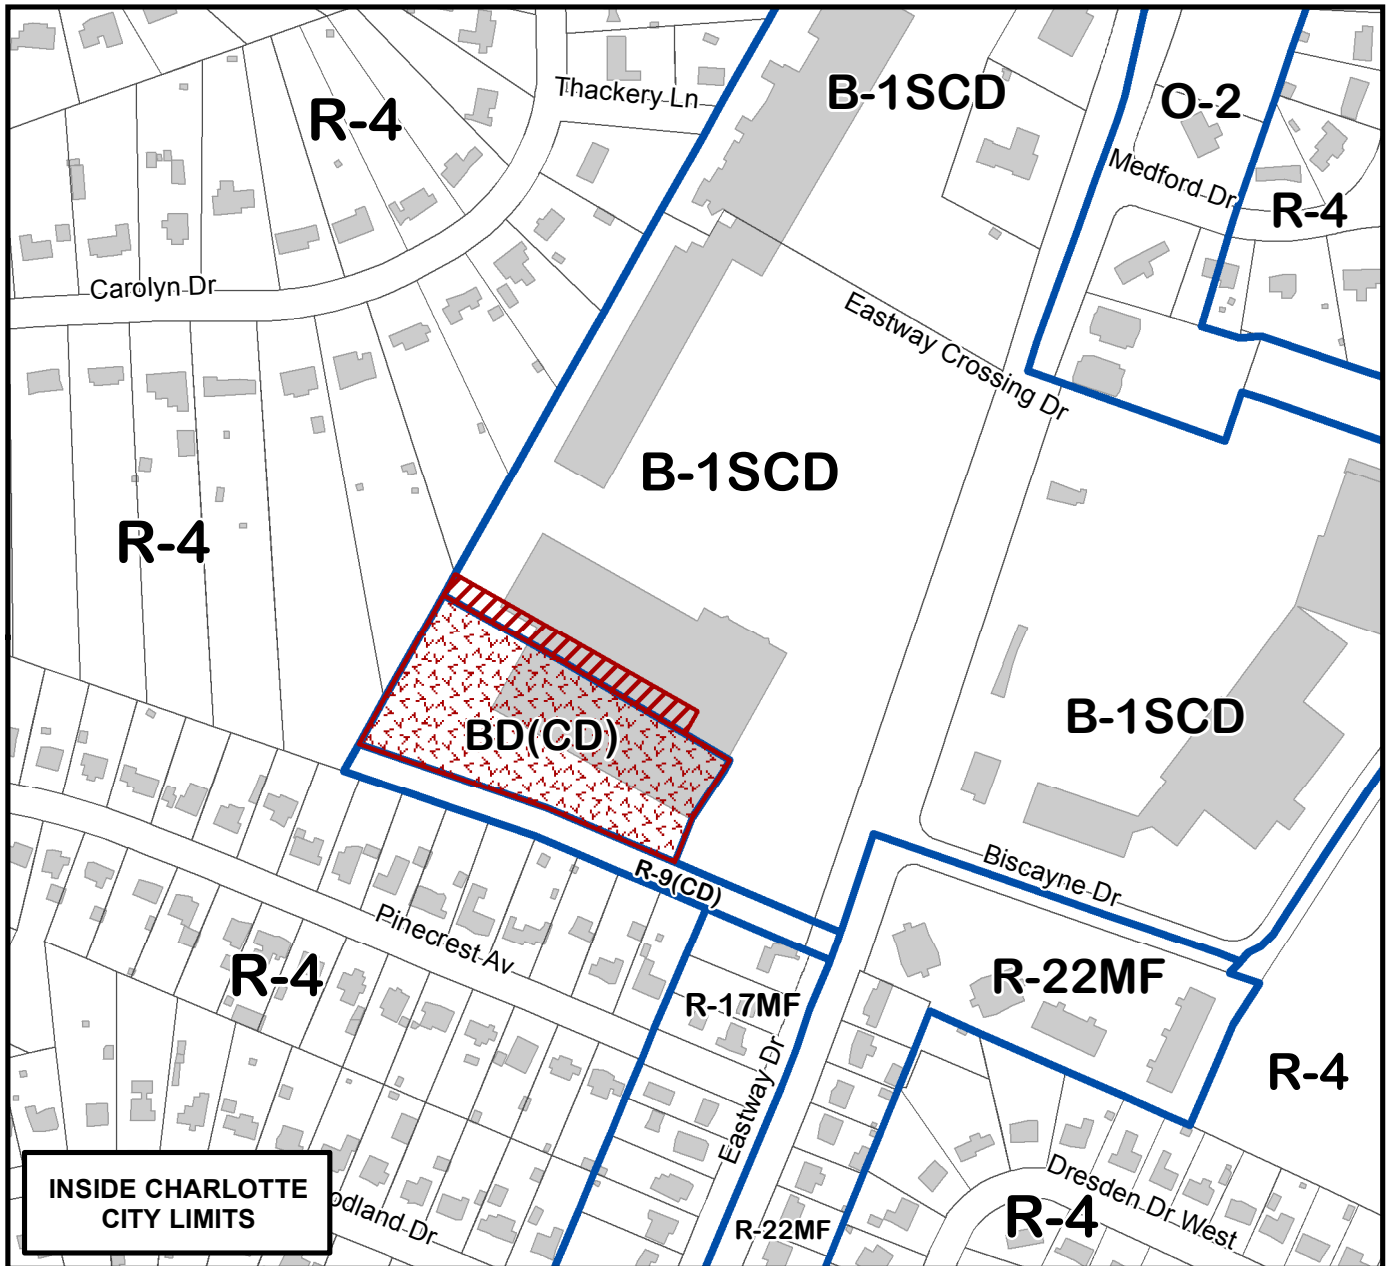 Thackery Ln
B-1SCD
O-2
R-4
Medford Dr
R-4
Carolyn Dr
Eastway Crossing Dr
B-1SCD
R-4
B-1SCD
BD(CD)
Biscayne Dr
R-9(CD)
Pinecrest Av
R-4
R-22MF
R-17MF
Eastway Dr
R-4
INSIDE CHARLOTTE
CITY LIMITS
odland Dr
R-22MF
R-4
Dresden Dr West